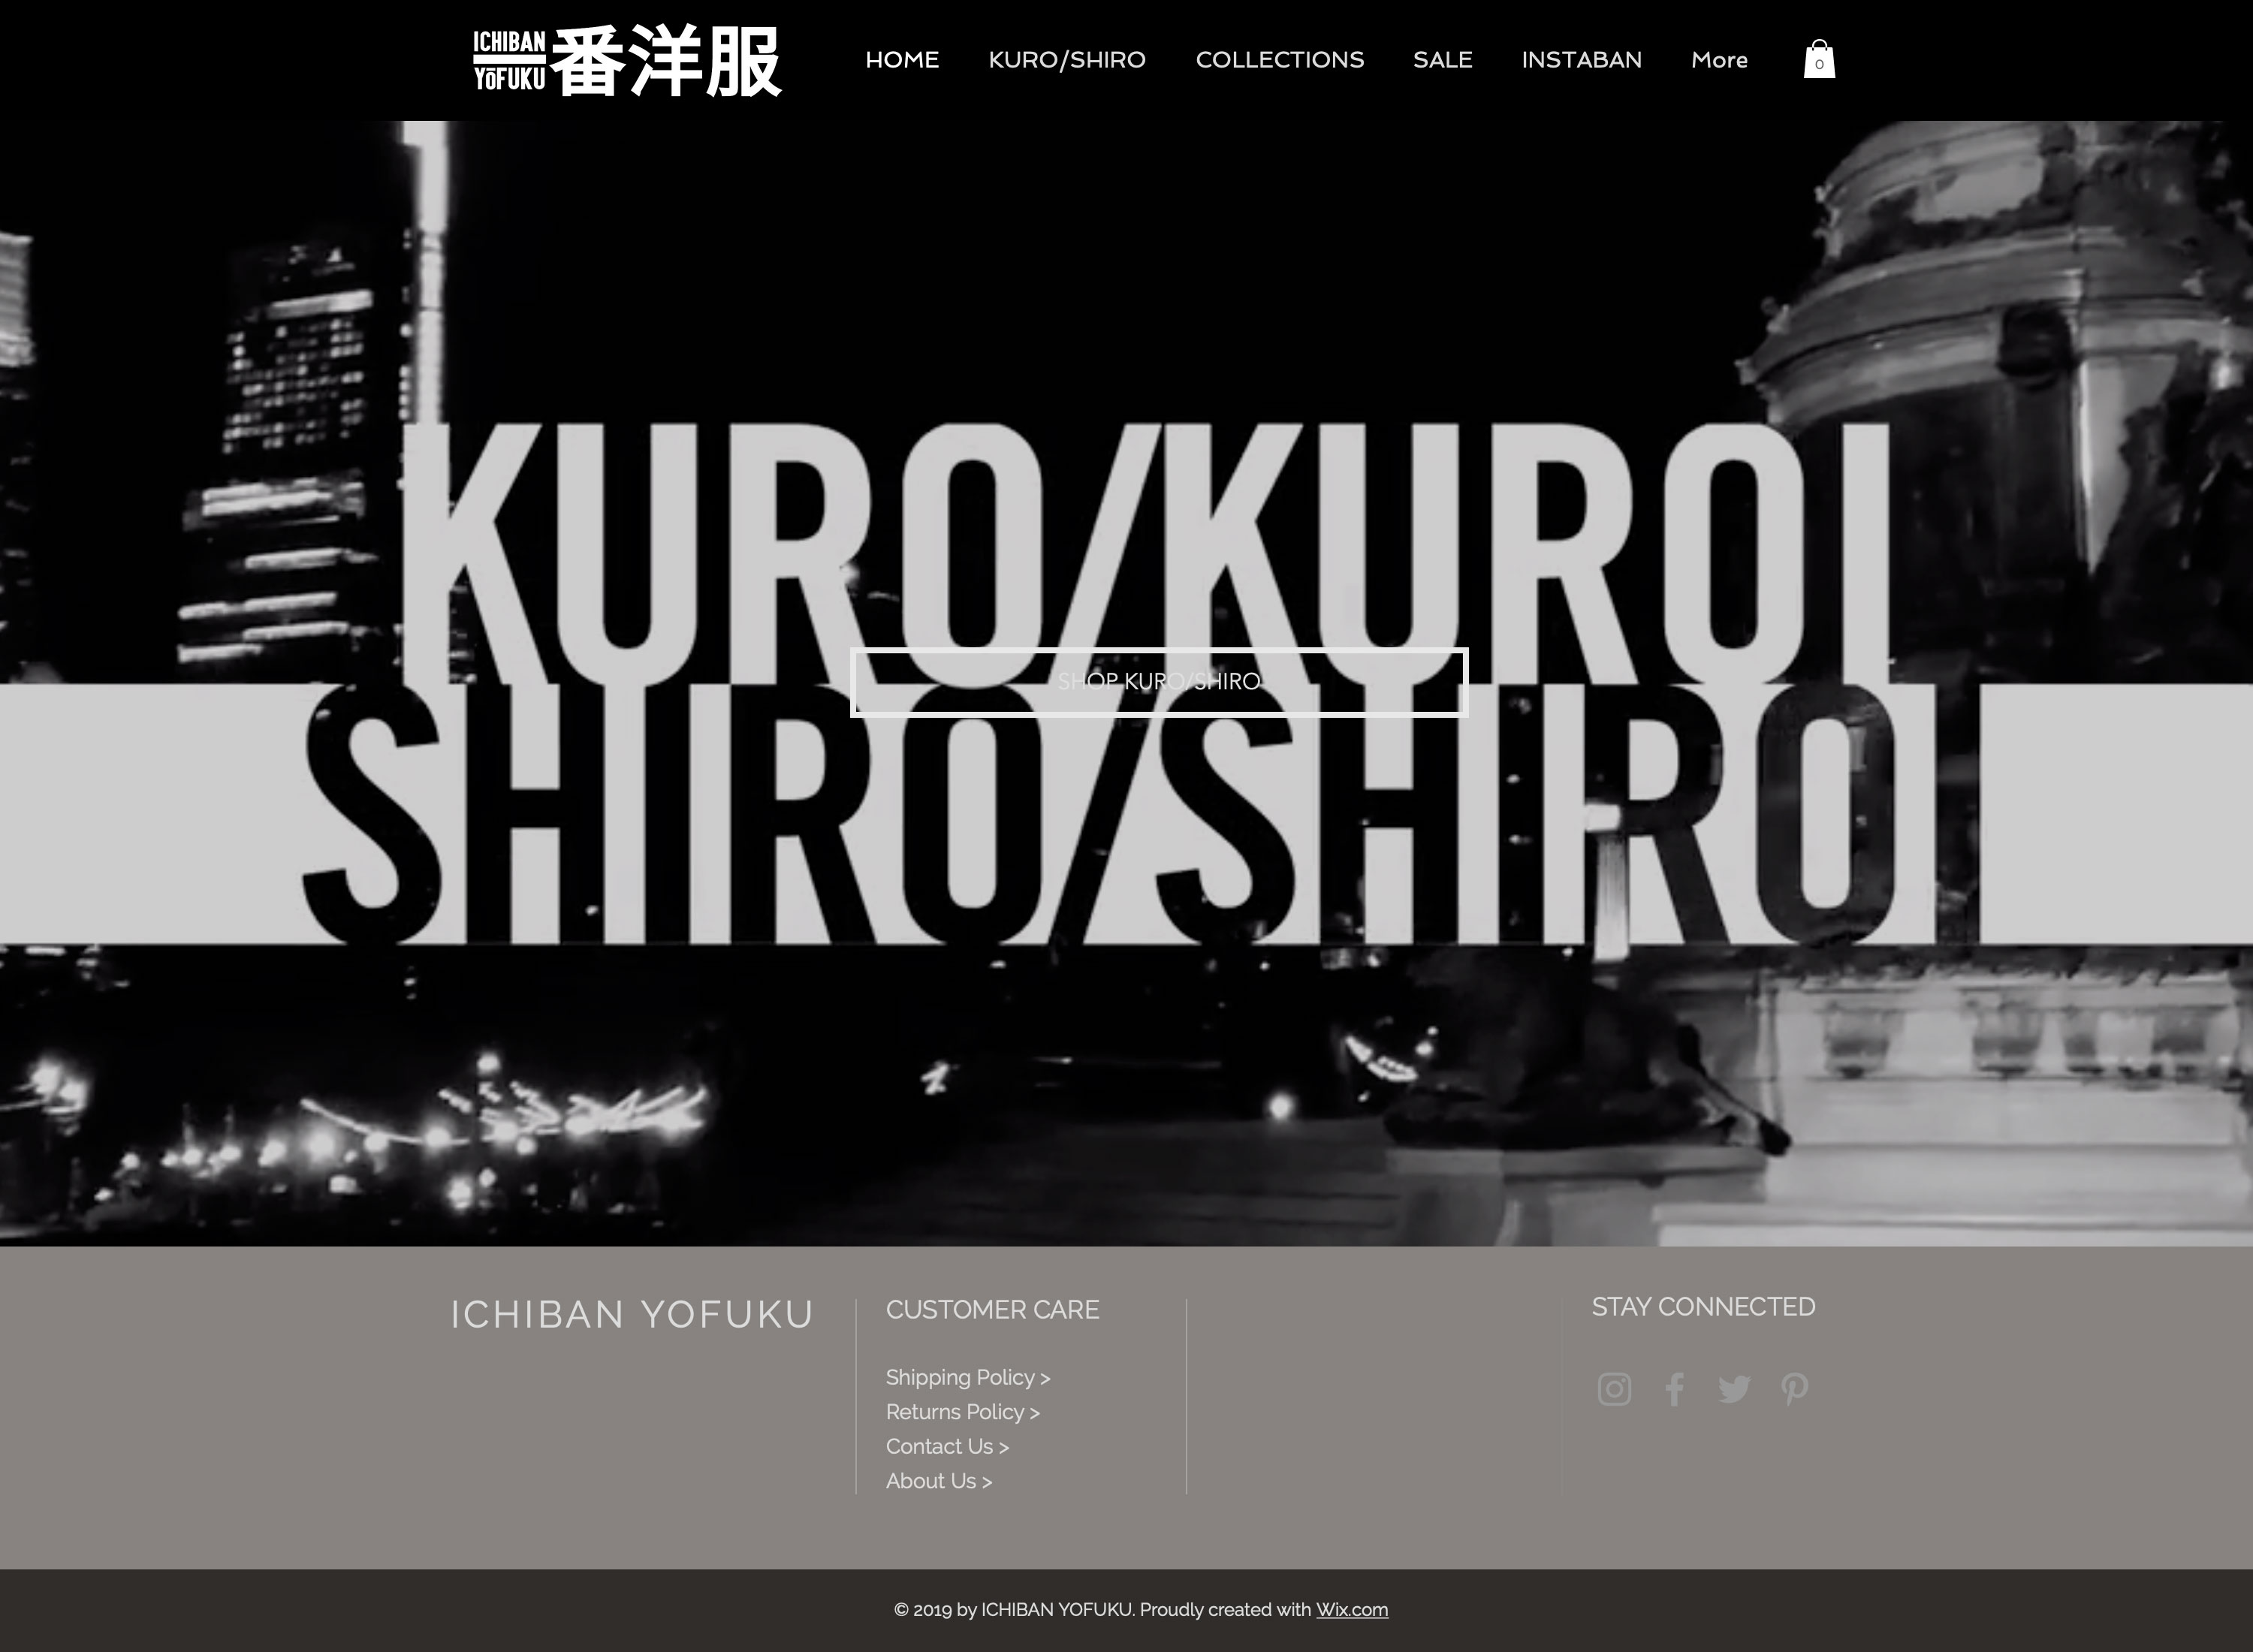 ICHIBAN
YōFUKU
番洋服
HOME KURO/SHIRO COLLECTIONS SALE INSTABAN More 0
KURO/KUROI
SHOP KURO/SHIRO
SHIRO/SHIROI
ICHIBAN YOFUKU
CUSTOMER CARE
Shipping Policy >
Returns Policy >
Contact Us >
About Us >
STAY CONNECTED
© 2019 by ICHIBAN YOFUKU. Proudly created with Wix.com